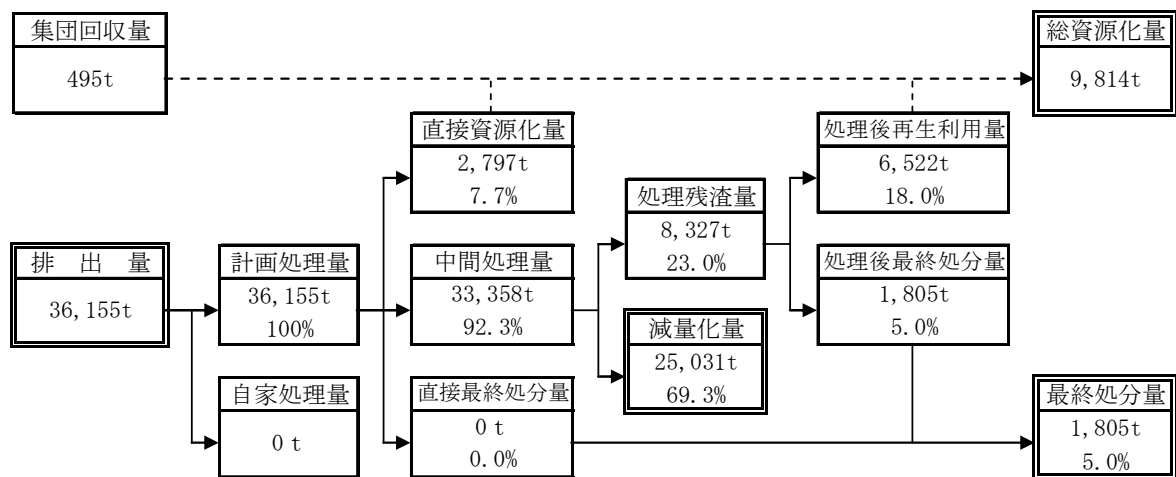 集団回収量
495t
総資源化量
9,814t
直接資源化量
2,797t
7.7%
処理後再生利用量
6,522t
18.0%
処理残渣量
8,327t
23.0%
排 出 量
36,155t
計画処理量
36,155t
100%
中間処理量
33,358t
92.3%
処理後最終処分量
1,805t
5.0%
減量化量
25,031t
69.3%
自家処理量
0 t
直接最終処分量
0 t
0.0%
最終処分量
1,805t
5.0%